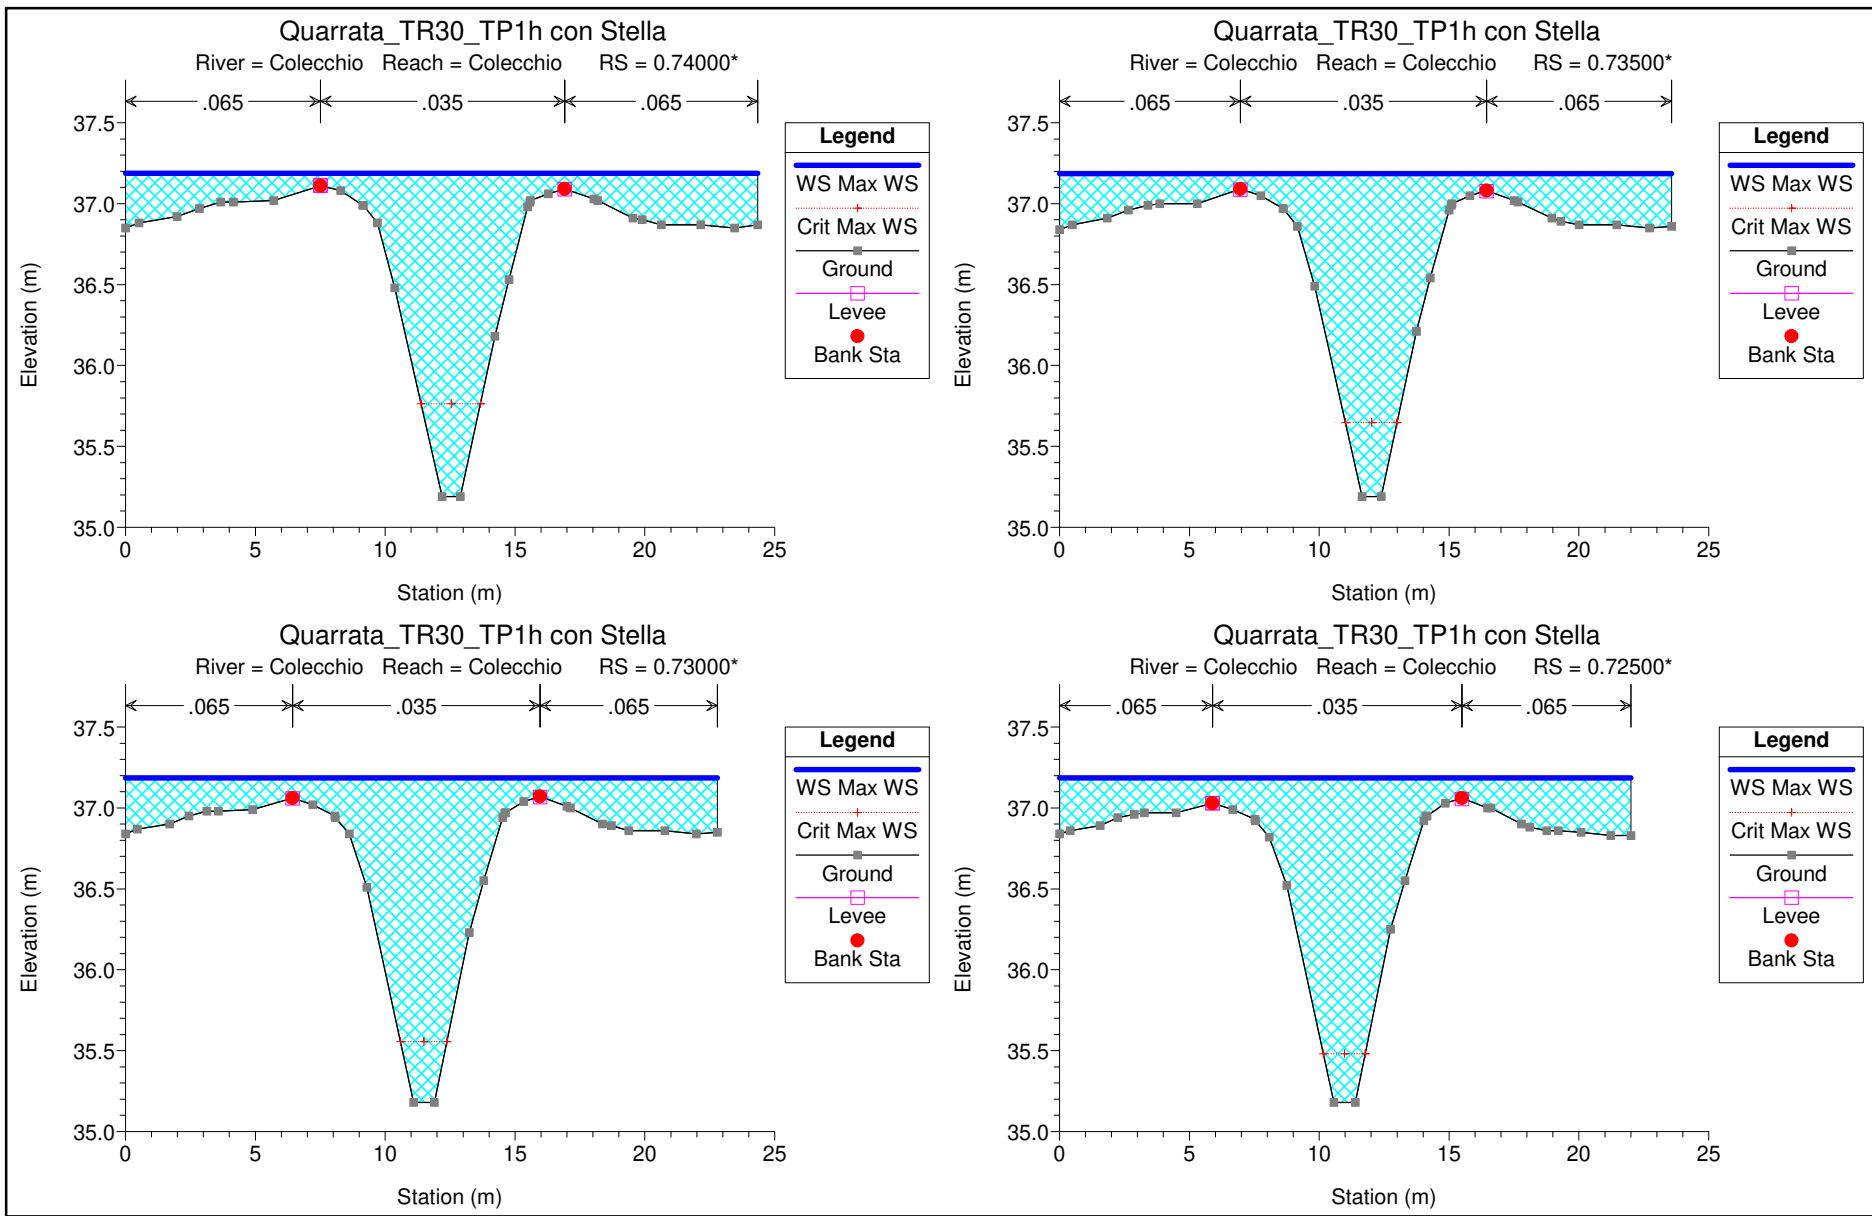 Quarrata_TR30_TP1h con Stella
River = Colecchio Reach = Colecchio RS = 0.74000*
.065 .035 .065
37.5
37.0
36.5
36.0
35.5
35.0
Elevation (m)
0 5 10 15 20 25
Station (m)
Legend
WS Max WS
Crit Max WS
Ground
Levee
Bank Sta
Quarrata_TR30_TP1h con Stella
River = Colecchio Reach = Colecchio RS = 0.73500*
.065 .035 .065
37.5
37.0
36.5
36.0
35.5
35.0
Elevation (m)
0 5 10 15 20 25
Station (m)
Legend
WS Max WS
Crit Max WS
Ground
Levee
Bank Sta
Quarrata_TR30_TP1h con Stella
River = Colecchio Reach = Colecchio RS = 0.73000*
.065 .035 .065
37.5
37.0
36.5
36.0
35.5
35.0
Elevation (m)
0 5 10 15 20 25
Station (m)
Legend
WS Max WS
Crit Max WS
Ground
Levee
Bank Sta
Quarrata_TR30_TP1h con Stella
River = Colecchio Reach = Colecchio RS = 0.72500*
.065 .035 .065
37.5
37.0
36.5
36.0
35.5
35.0
Elevation (m)
0 5 10 15 20 25
Station (m)
Legend
WS Max WS
Crit Max WS
Ground
Levee
Bank Sta